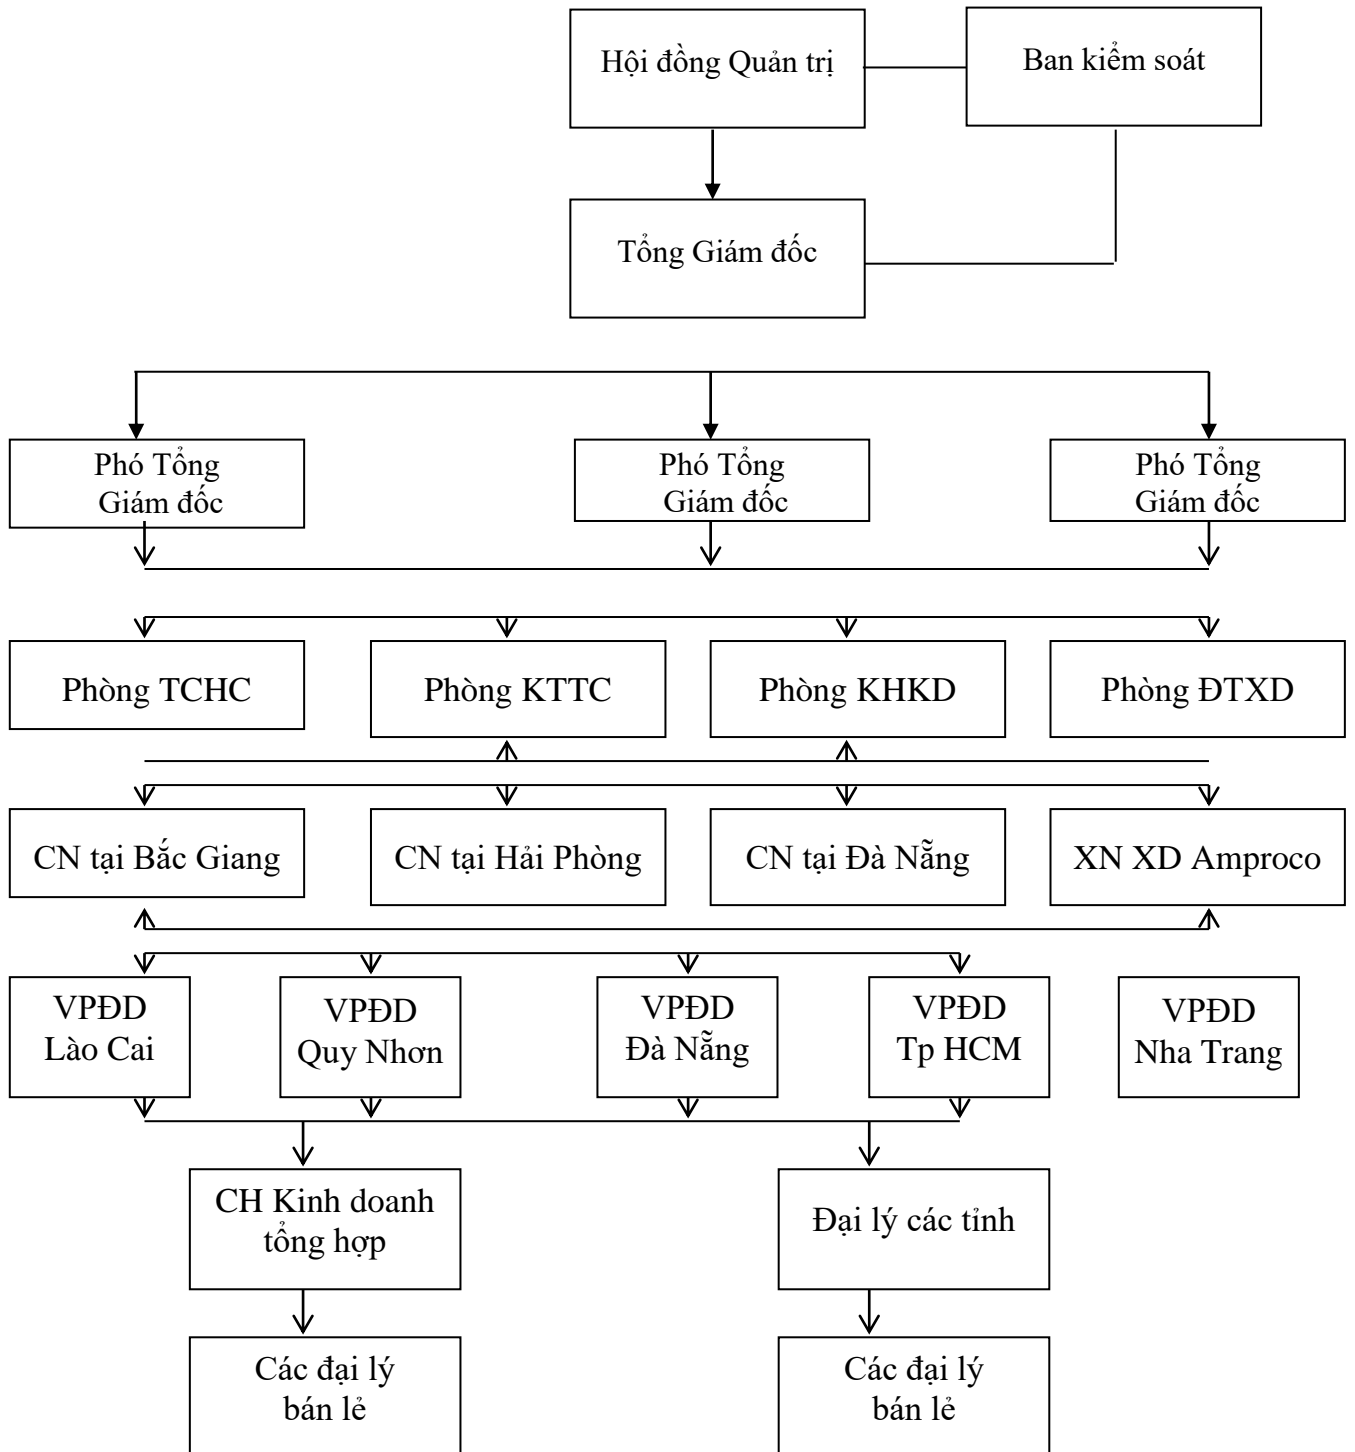 Hội đồng Quản trị
Ban kiểm soát
Tổng Giám đốc
Phó Tổng
Giám đốc
Phó Tổng
Giám đốc
Phó Tổng
Giám đốc
Phòng TCHC
Phòng KTTC
Phòng KHKD
Phòng ĐTXD
CN tại Bắc Giang
CN tại Hải Phòng
CN tại Đà Nẵng
XN XD Amproco
VPĐD
Lào Cai
VPĐD
Quy Nhơn
VPĐD
Đà Nẵng
VPĐD
Tp HCM
VPĐD
Nha Trang
CH Kinh doanh
tổng hợp
Đại lý các tỉnh
Các đại lý
bán lẻ
Các đại lý
bán lẻ